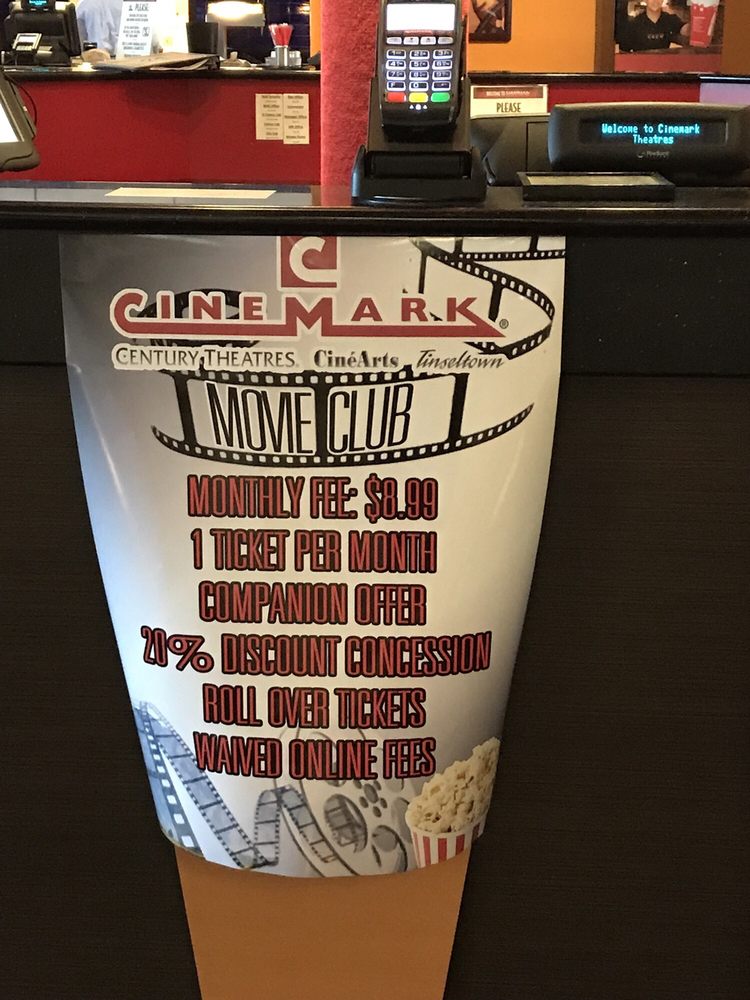 PLEASE
PLEASE
Welcome to Cinemark
Theatres
C
CINEMARK®
CENTURY THEATRES. CinéArts Tinseltown
MOVIE CLUB
MONTHLY FEE: $8.99
1 TICKET PER MONTH
COMPANION OFFER
20% DISCOUNT CONCESSION
ROLL OVER TICKETS
WAIVED ONLINE FEES